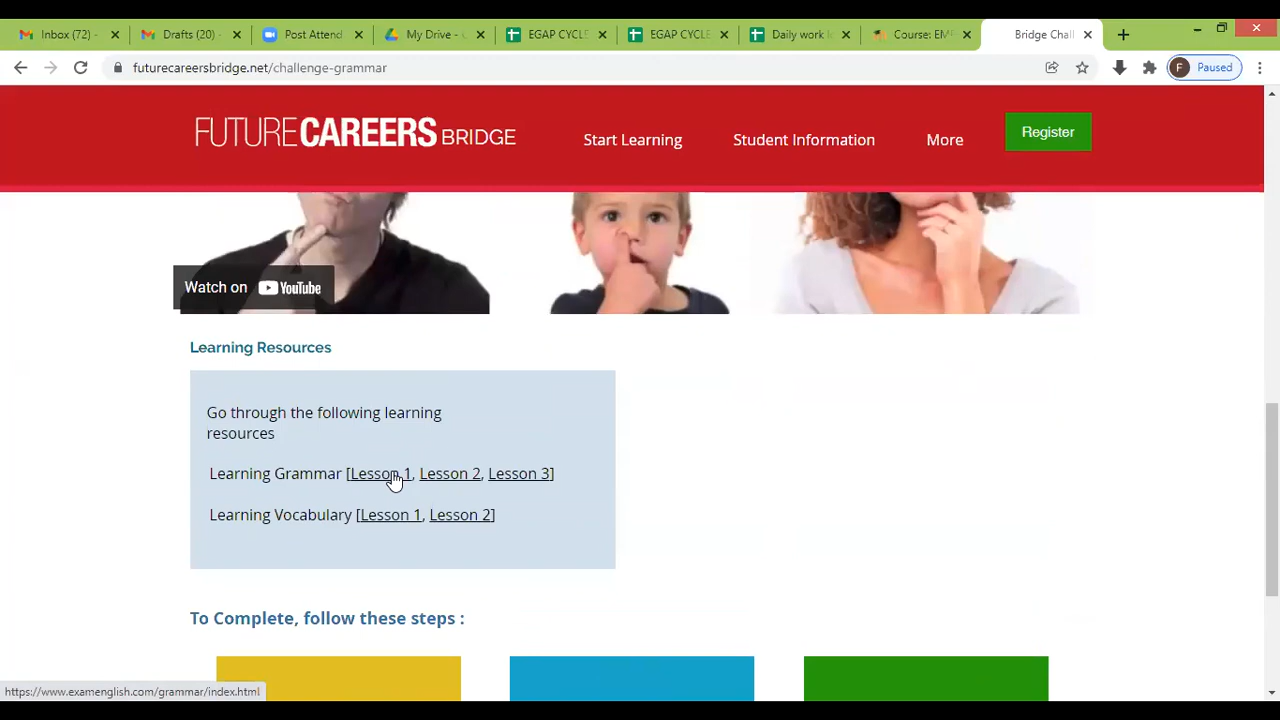 Inbox (72) -
Drafts (20) -
Post Attend
My Drive -
EGAP CYCLE
EGAP CYCLE
Daily work
Course: EM
Bridge Chall
futurecareersbridge.net/challenge-grammar
F
Paused
FUTURECAREERS BRIDGE
Start Learning
Student Information
More
Register
Watch on YouTube
Learning Resources
Go through the following learning
resources
Learning Grammar [Lesson 1, Lesson 2, Lesson 3]
Learning Vocabulary [Lesson 1, Lesson 2]
To Complete, follow these steps :
https://www.examenglish.com/grammar/index.html